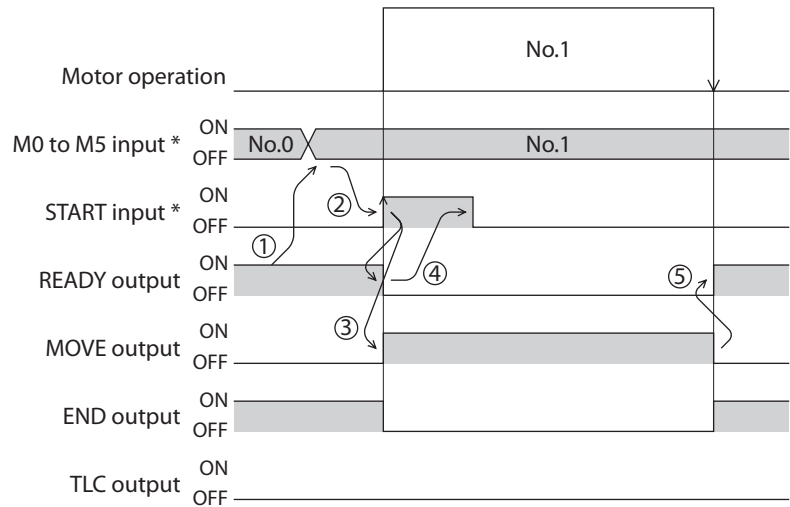 No.1
Motor operation
M0 to M5 input *
ON
OFF
No.0
No.1
START input *
ON
OFF
②
①
READY output
ON
OFF
④
⑤
③
MOVE output
ON
OFF
END output
ON
OFF
TLC output
ON
OFF